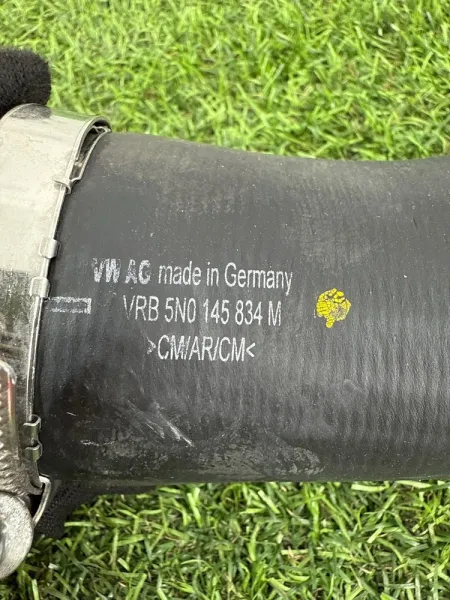 VW AG made in Germany
VRB 5N0 145 834 M
>CM/AR/CM<